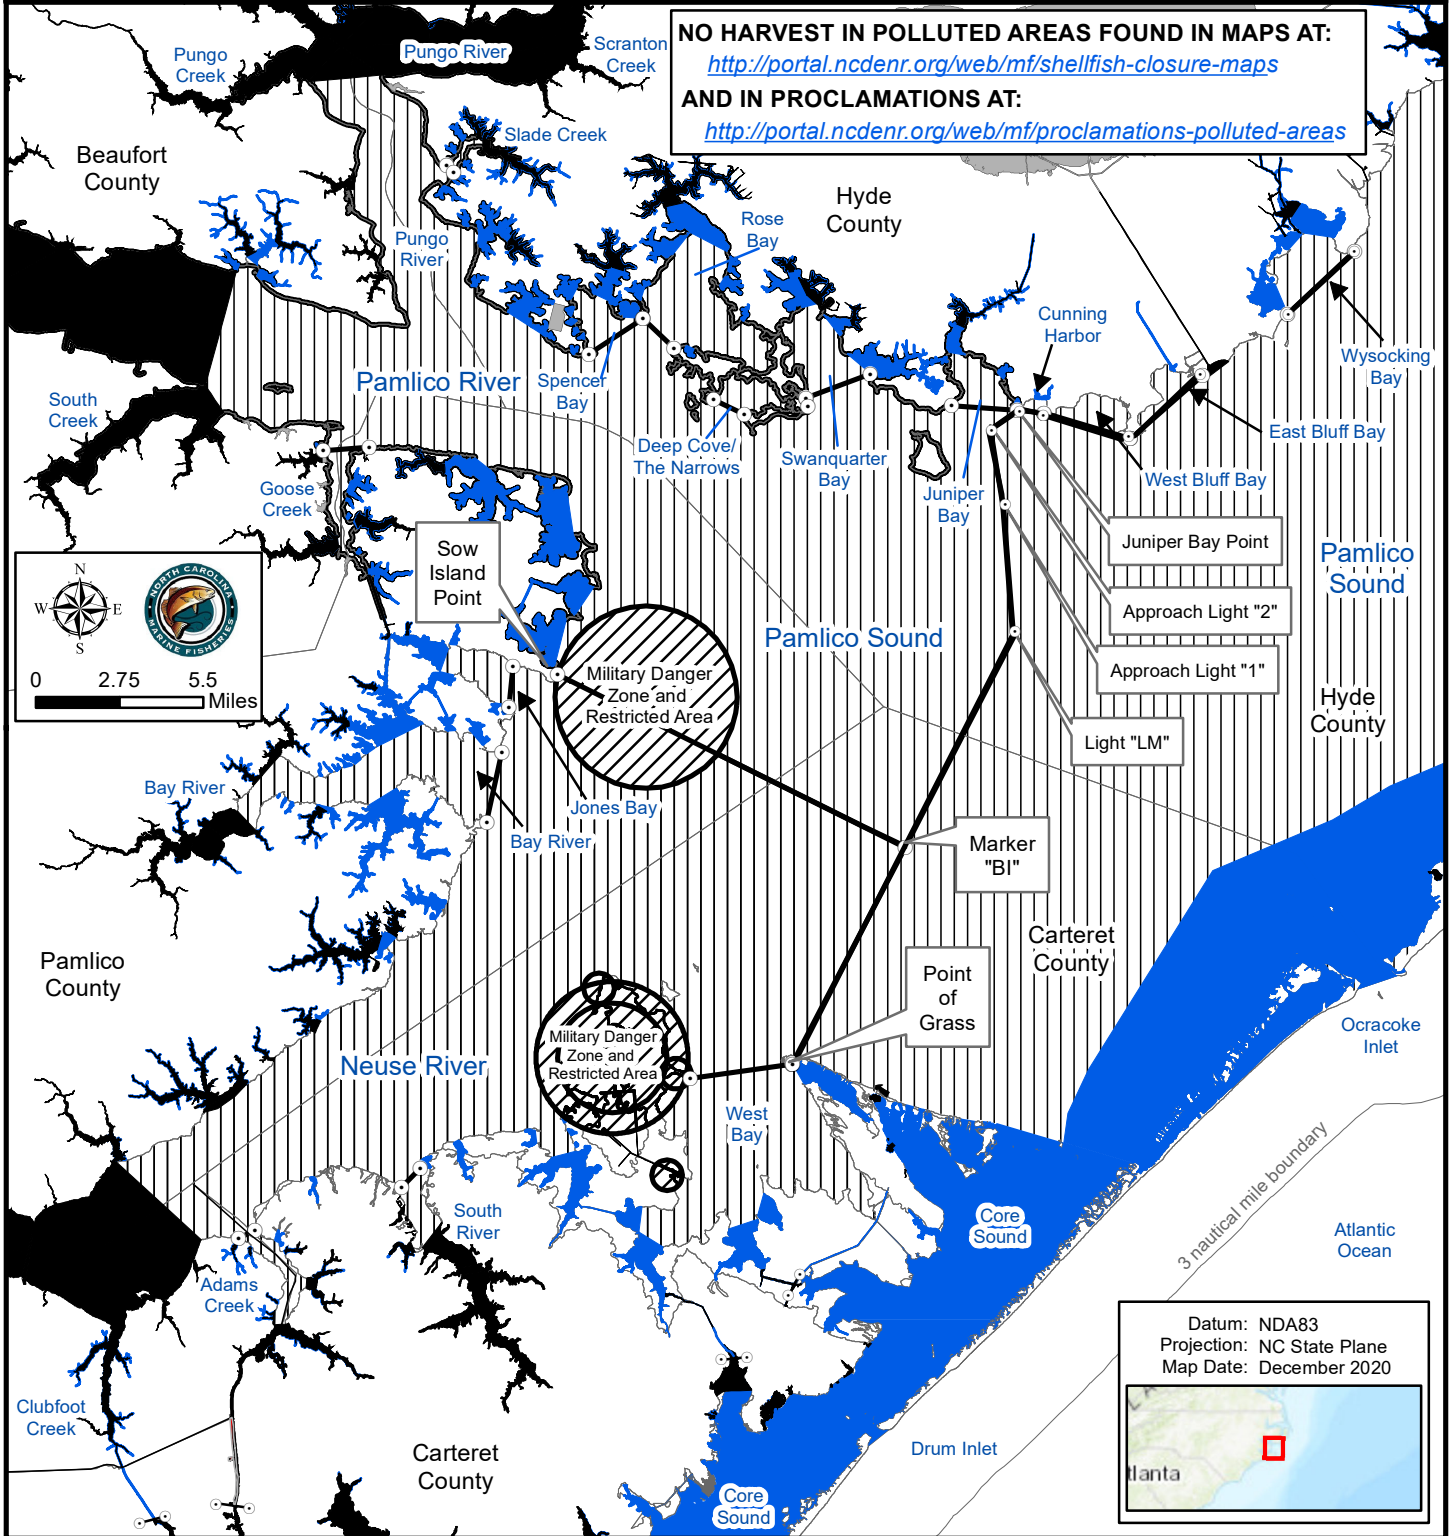 NO HARVEST IN POLLUTED AREAS FOUND IN MAPS AT:
http://portal.ncdenr.org/web/mf/shellfish-closure-maps
AND IN PROCLAMATIONS AT:
http://portal.ncdenr.org/web/mf/proclamations-polluted-areas
Pungo
Creek
Pungo River
Scranton
Creek
Slade Creek
Beaufort
County
Hyde
County
Rose
Bay
Pungo
River
Cunning
Harbor
Wysocking
Bay
Pamlico River
Spencer
Bay
South
Creek
Deep Cove/
The Narrows
Swanquarter
Bay
Juniper
Bay
East Bluff Bay
West Bluff Bay
Goose
Creek
Sow
Island
Point
Juniper Bay Point
Pamlico
Sound
Approach Light "2"
Approach Light "1"
Light "LM"
Hyde
County
N
W
E
S
NORTH CAROLINA
MARINE FISHERIES
0
2.75
5.5
Miles
Pamlico Sound
Military Danger
Zone and
Restricted Area
Bay River
Jones Bay
Bay River
Marker
"BI"
Carteret
County
Pamlico
County
Point
of
Grass
Ocracoke
Inlet
Military Danger
Zone and
Restricted Area
Neuse River
West
Bay
3 nautical mile boundary
South
River
Core
Sound
Atlantic
Ocean
Adams
Creek
Clubfoot
Creek
Carteret
County
Drum Inlet
Core
Sound
Datum: NDA83
Projection: NC State Plane
Map Date: December 2020
tlanta